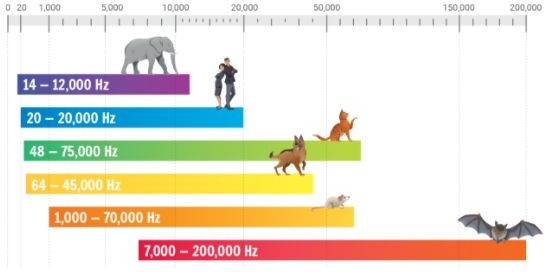 0 20 1,000 5,000 10,000 20,000 50,000 150,000 200,000
14 – 12,000 Hz
20 – 20,000 Hz
48 – 75,000 Hz
64 – 45,000 Hz
1,000 – 70,000 Hz
7,000 – 200,000 Hz